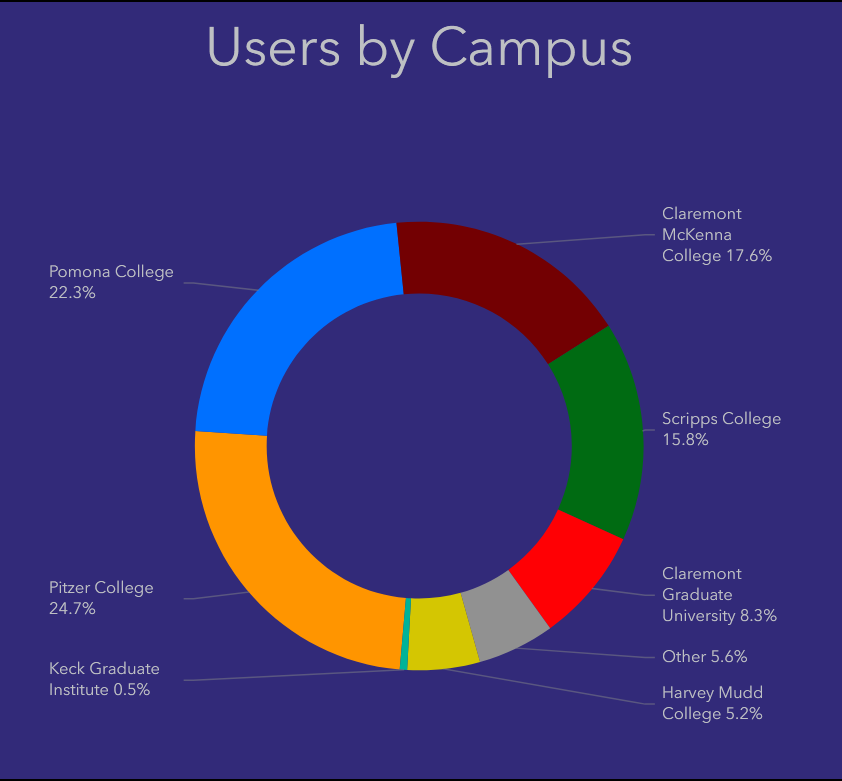 Users by Campus
Claremont
McKenna
College 17.6%
Pomona College
22.3%
Scripps College
15.8%
Claremont
Graduate
University 8.3%
Pitzer College
24.7%
Other 5.6%
Keck Graduate
Institute 0.5%
Harvey Mudd
College 5.2%